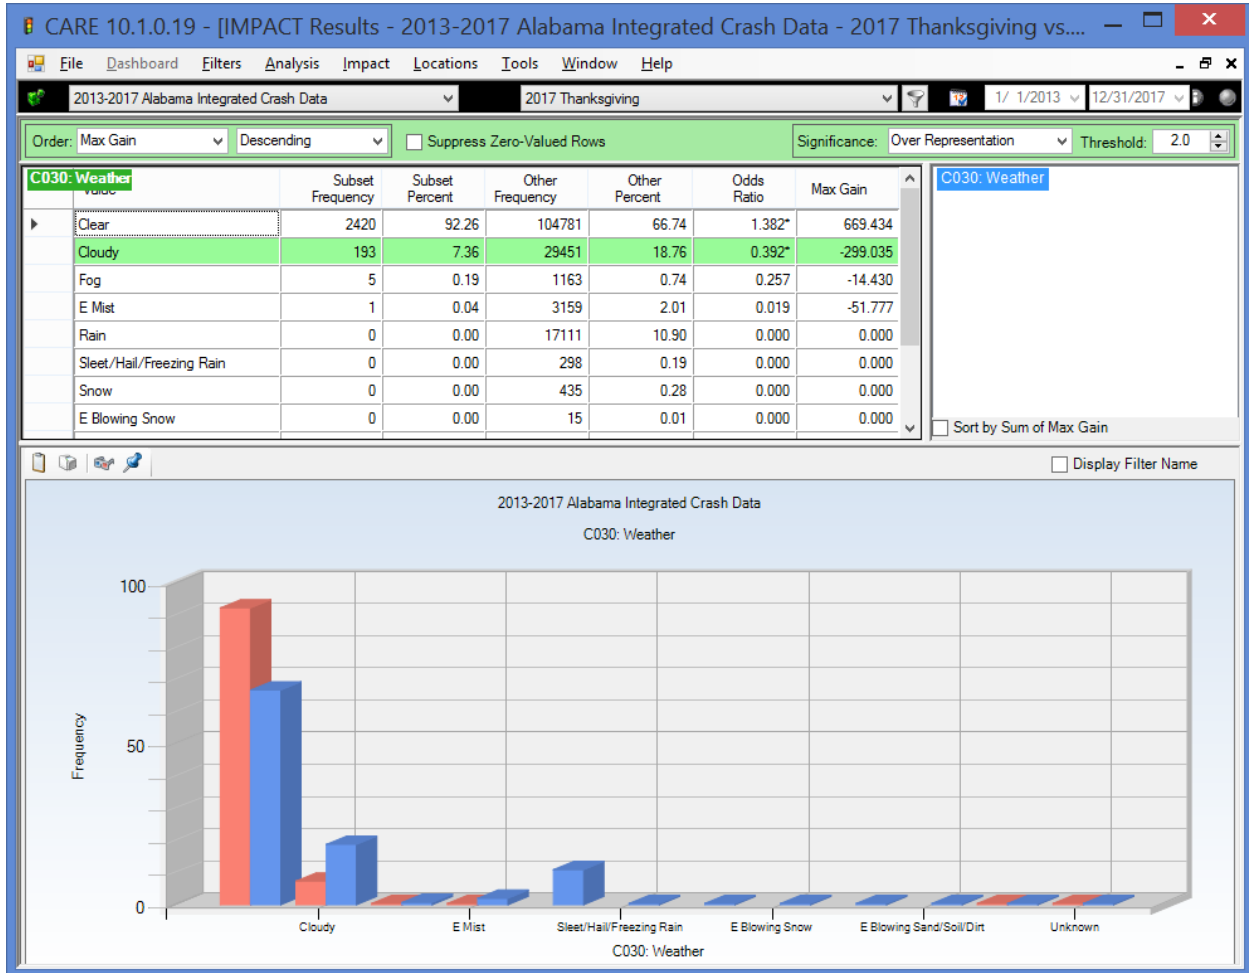 CARE 10.1.0.19 - [IMPACT Results - 2013-2017 Alabama Integrated Crash Data - 2017 Thanksgiving vs....
File Dashboard Filters Analysis Impact Locations Tools Window Help
2013-2017 Alabama Integrated Crash Data 2017 Thanksgiving 1/ 1/2013 12/31/2017
Order: Max Gain Descending Suppress Zero-Valued Rows Significance: Over Representation Threshold: 2.0
C030: Weather Subset Frequency Subset Percent Other Frequency Other Percent Odds Ratio Max Gain C030: Weather
Clear 2420 92.26 104781 66.74 1.382* 669.434
Cloudy 193 7.36 29451 18.76 0.392* -299.035
Fog 5 0.19 1163 0.74 0.257 -14.430
E Mist 1 0.04 3159 2.01 0.019 -51.777
Rain 0 0.00 17111 10.90 0.000 0.000
Sleet/Hail/Freezing Rain 0 0.00 298 0.19 0.000 0.000
Snow 0 0.00 435 0.28 0.000 0.000
E Blowing Snow 0 0.00 15 0.01 0.000 0.000
Sort by Sum of Max Gain
Display Filter Name
2013-2017 Alabama Integrated Crash Data
C030: Weather
100
50
0
Frequency
Cloudy E Mist Sleet/Hail/Freezing Rain E Blowing Snow E Blowing Sand/Soil/Dirt Unknown
C030: Weather